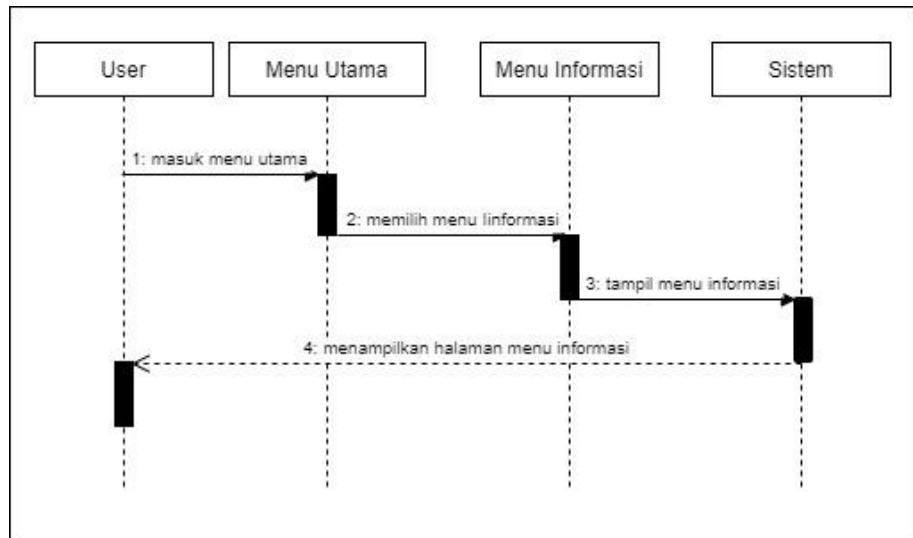 User
Menu Utama
Menu Informasi
Sistem
1: masuk menu utama
2: memilih menu Iinformasi
3: tampil menu informasi
4: menampilkan halaman menu informasi